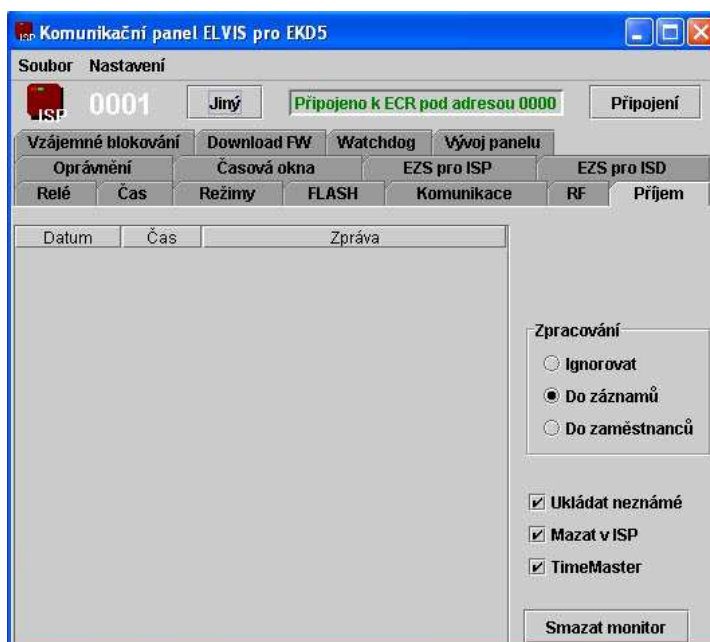 Komunikační panel ELVIS pro EKD5
Soubor Nastavení
ISP 0001 Jiný Připojeno k ECR pod adresou 0000 Připojení
Vzájemné blokování Download FW Watchdog Vývoj panelu
Oprávnění Časová okna EZS pro ISP EZS pro ISD
Relé Čas Režimy FLASH Komunikace RF Příjem
Datum Čas Zpráva
Zpracování
Ignorovat
Do záznamů
Do zaměstnanců
Ukládat neznámé
Mazat v ISP
TimeMaster
Smazat monitor